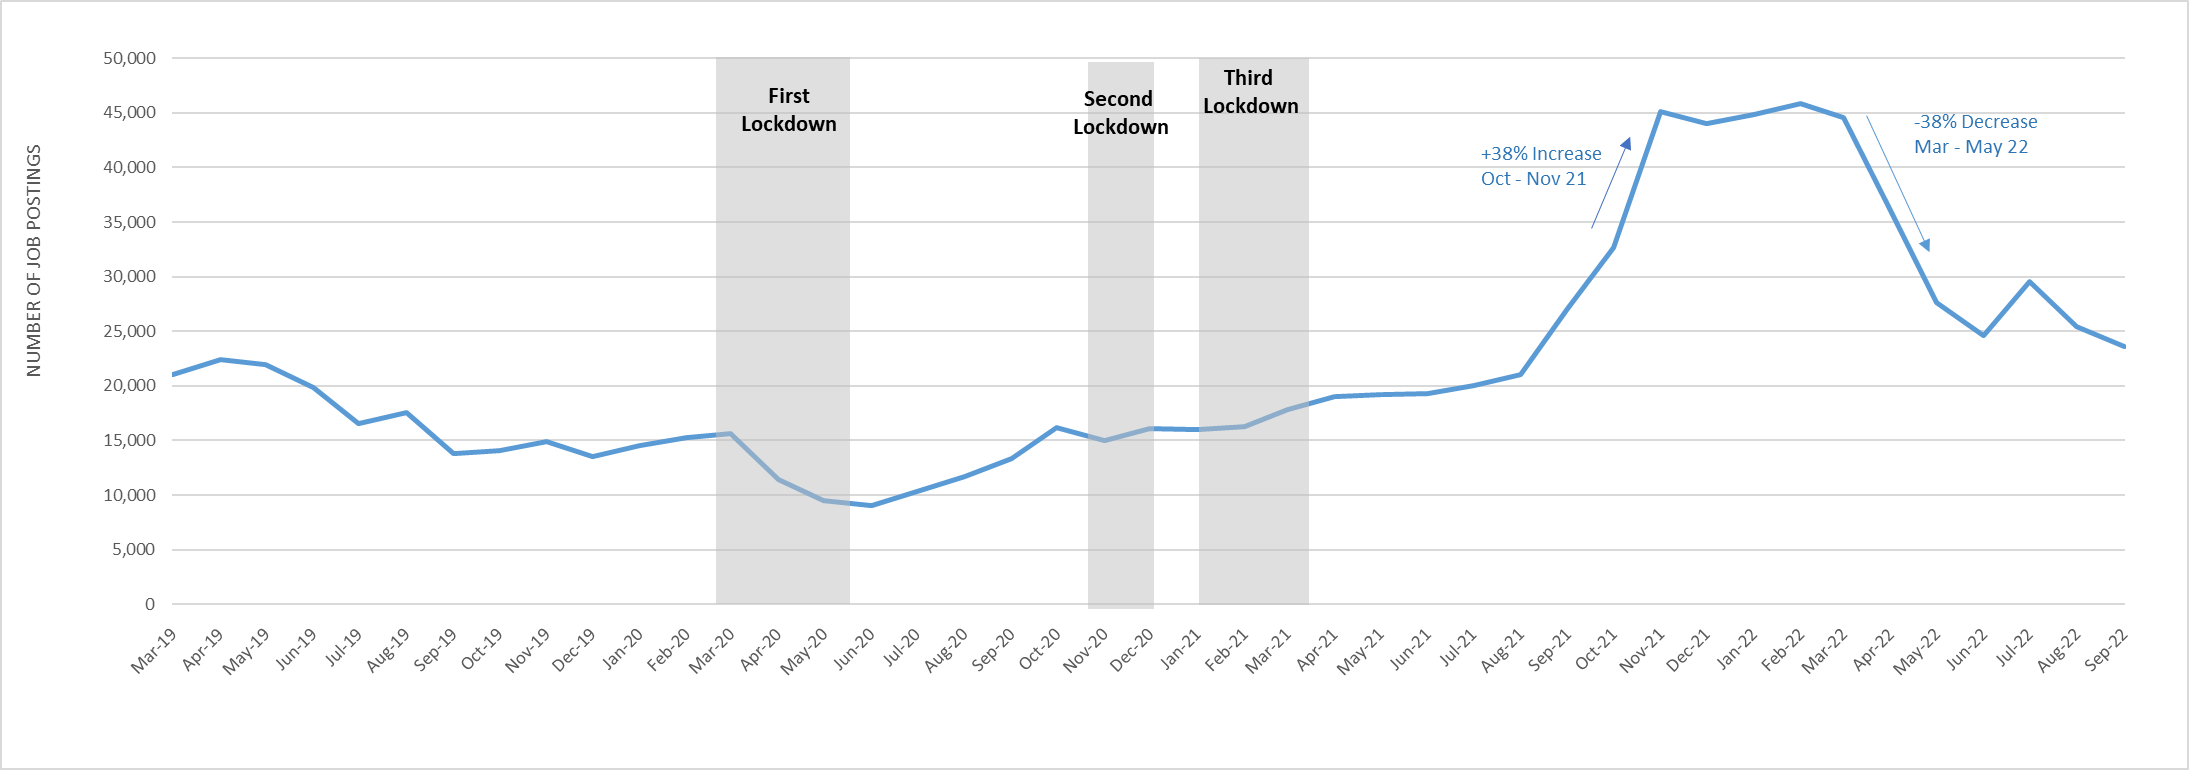 50,000
45,000
40,000
35,000
30,000
25,000
20,000
15,000
10,000
5,000
0
NUMBER OF JOB POSTINGS
First
Lockdown
Second
Lockdown
Third
Lockdown
+38% Increase
Oct - Nov 21
-38% Decrease
Mar - May 22
Mar-19
Apr-19
May-19
Jun-19
Jul-19
Aug-19
Sep-19
Oct-19
Nov-19
Dec-19
Jan-20
Feb-20
Mar-20
Apr-20
May-20
Jun-20
Jul-20
Aug-20
Sep-20
Oct-20
Nov-20
Dec-20
Jan-21
Feb-21
Mar-21
Apr-21
May-21
Jun-21
Jul-21
Aug-21
Sep-21
Oct-21
Nov-21
Dec-21
Jan-22
Feb-22
Mar-22
Apr-22
May-22
Jun-22
Jul-22
Aug-22
Sep-22